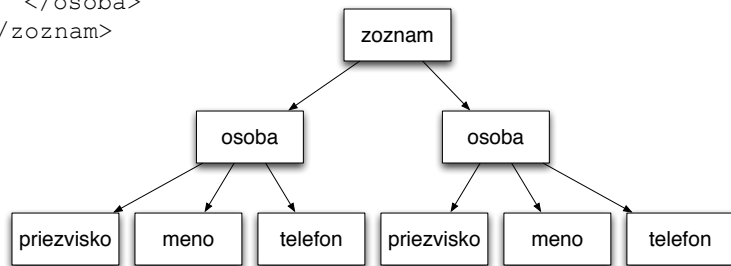 </osoba>
/zoznam>
zoznam
osoba osoba
priezvisko meno telefon priezvisko meno telefon